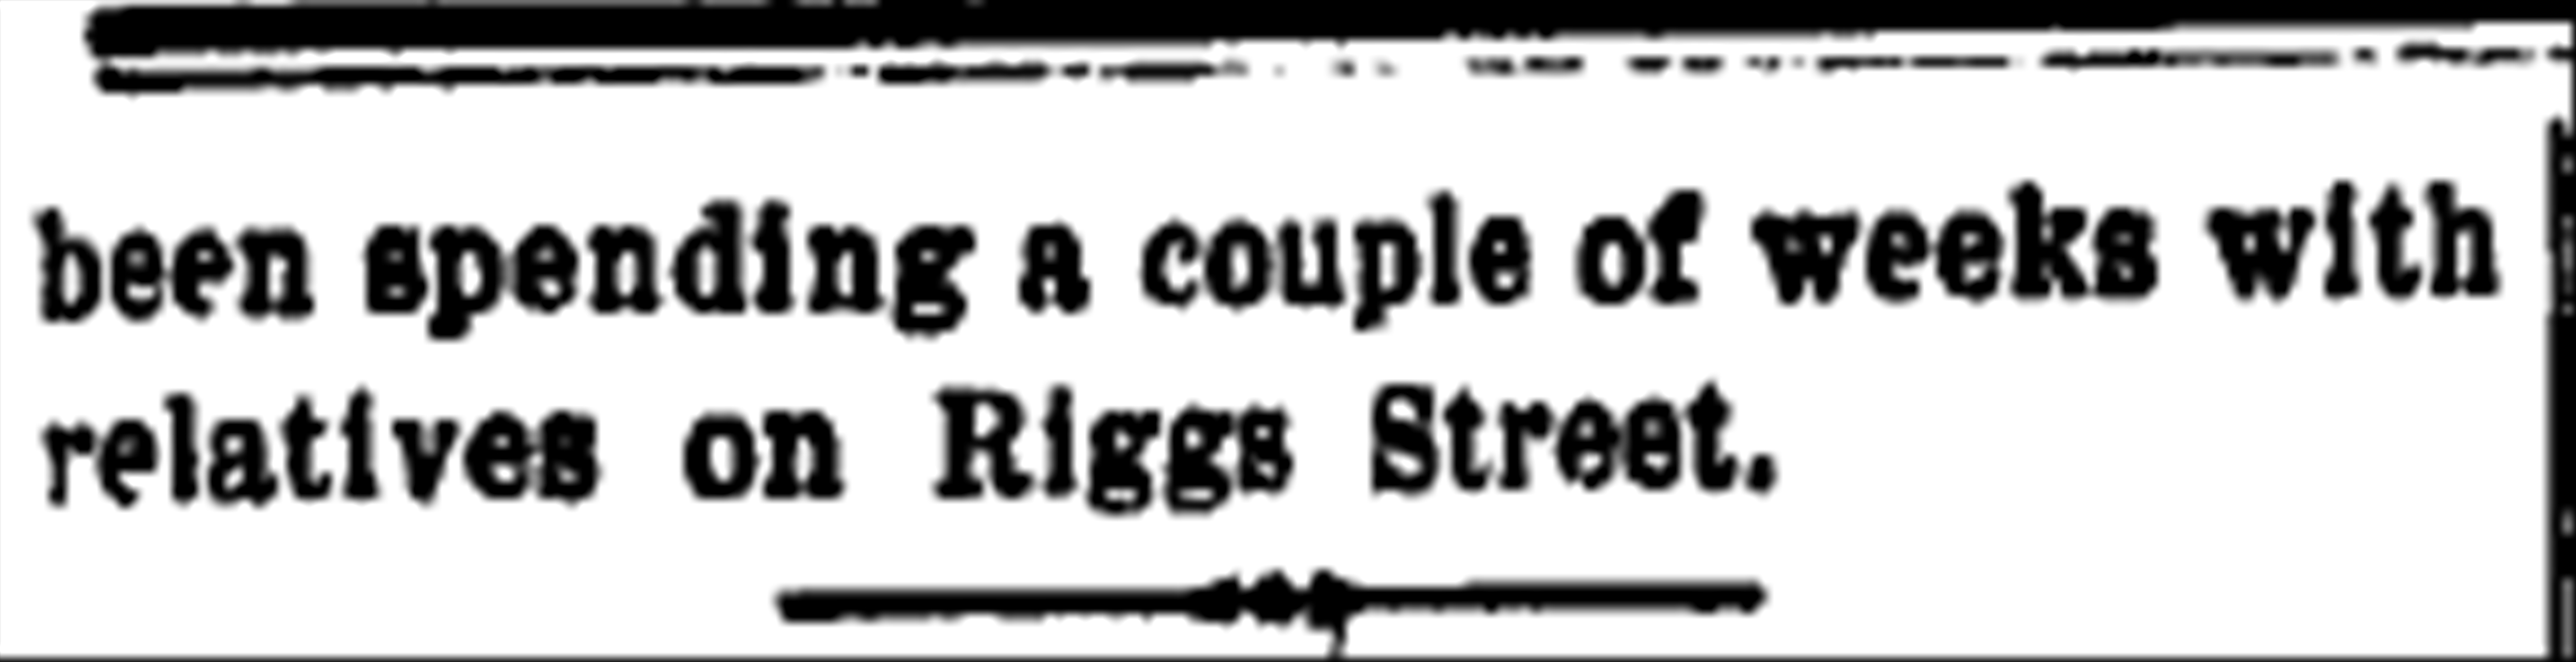 been spending a couple of weeks with
relatives on Riggs Street.